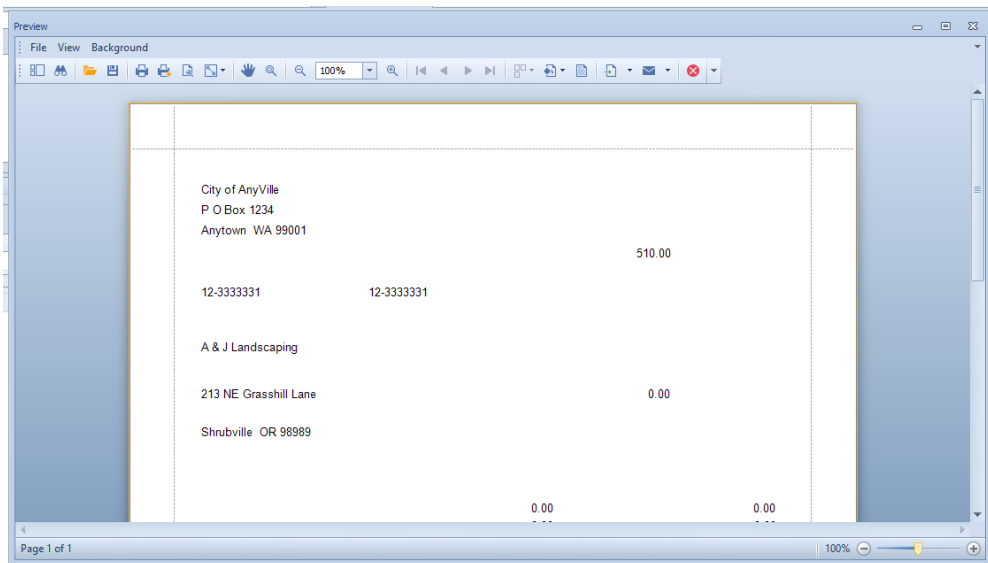 Preview
File View Background
100%
City of AnyVille
P O Box 1234
Anytown WA 99001
510.00
12-3333331 12-3333331
A & J Landscaping
213 NE Grasshill Lane 0.00
Shrubville OR 98989
0.00 0.00
Page 1 of 1 100%